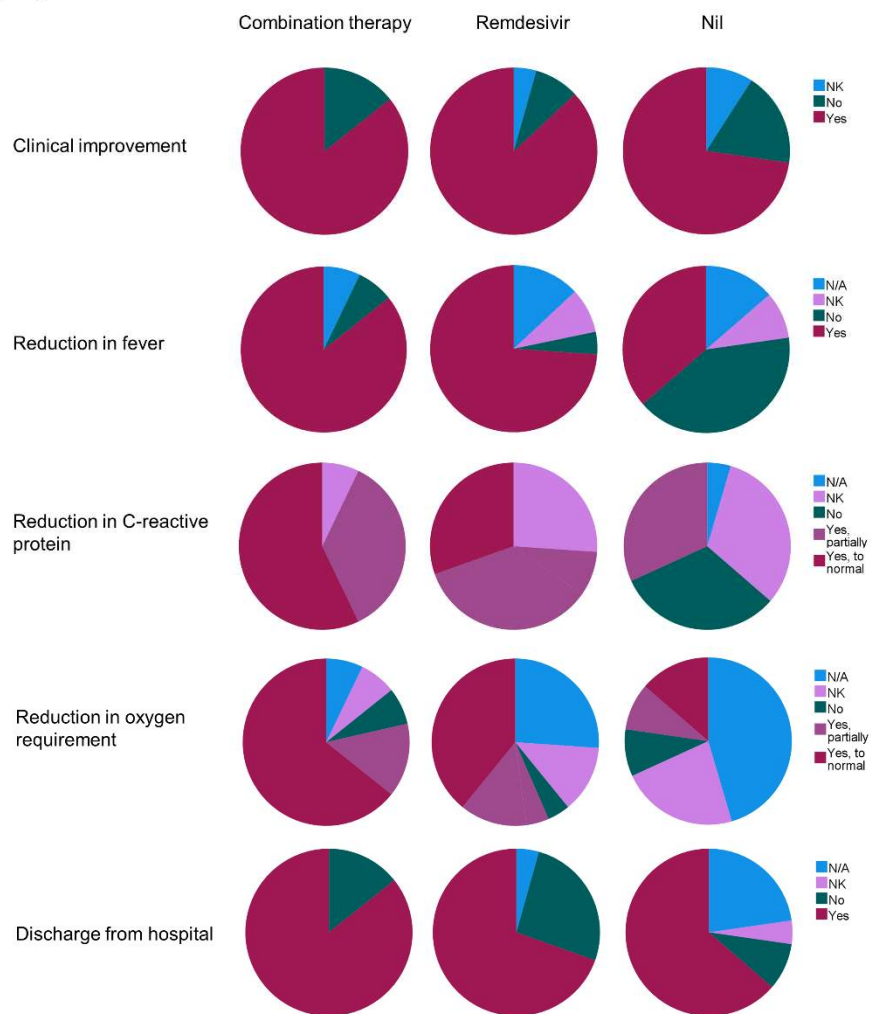 Combination therapy Remdesivir Nil
Clinical improvement
NK
No
Yes
Reduction in fever
N/A
NK
No
Yes
Reduction in C-reactive
protein
N/A
NK
No
Yes,
partially
Yes, to
normal
Reduction in oxygen
requirement
N/A
NK
No
Yes,
partially
Yes, to
normal
Discharge from hospital
N/A
NK
No
Yes